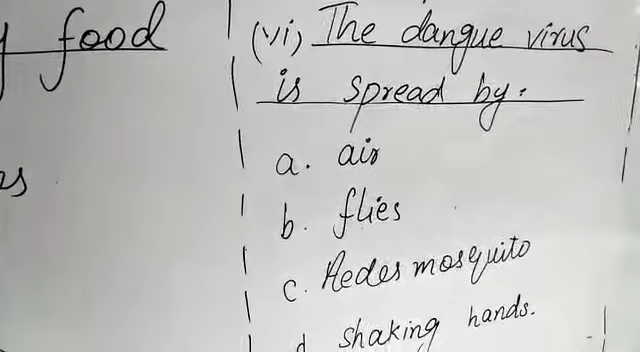 food
(vi) The dangue virus
is spread by.
a. air
b. flies
c. Aedes mosquito
d. shaking hands.